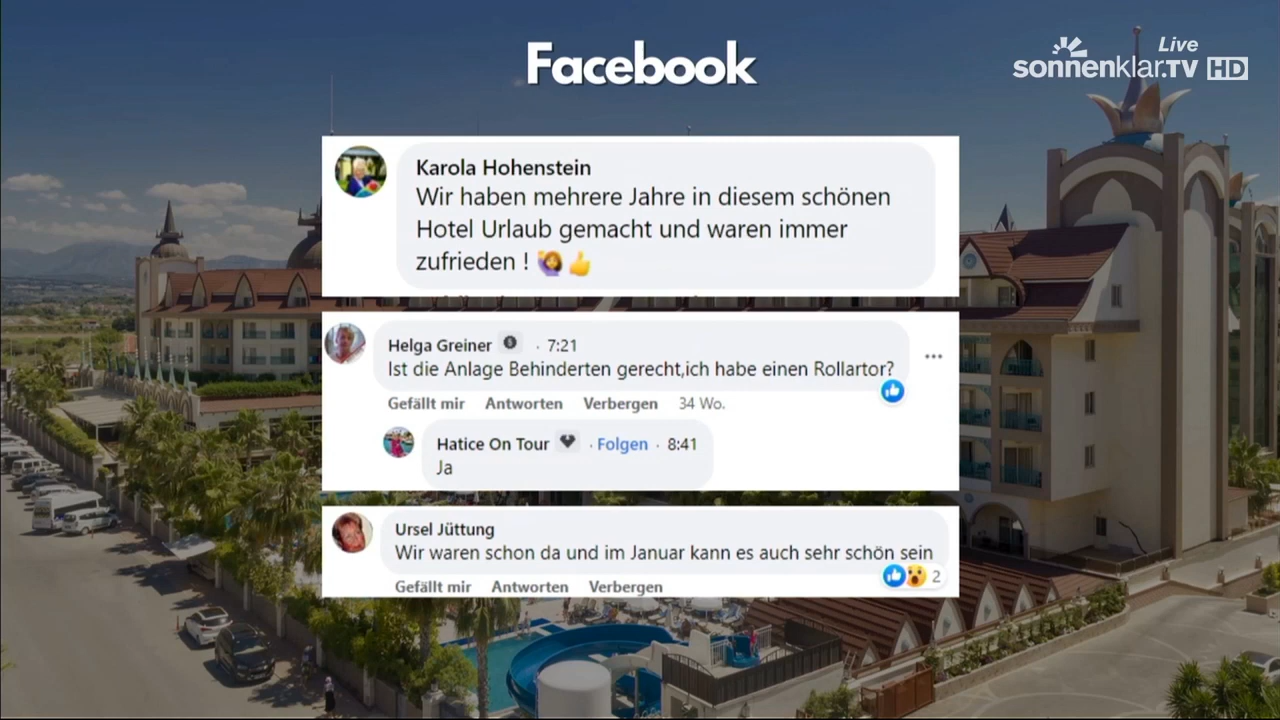 Facebook
Live
sonnenklar.TV HD
Karola Hohenstein
Wir haben mehrere Jahre in diesem schönen
Hotel Urlaub gemacht und waren immer
zufrieden ! 🙋‍♀️👍
Helga Greiner · 7:21
Ist die Anlage Behinderten gerecht,ich habe einen Rollartor?
Gefällt mir Antworten Verbergen 34 Wo.
Hatice On Tour · Folgen · 8:41
Ja
Ursel Jüttung
Wir waren schon da und im Januar kann es auch sehr schön sein
2
Gefällt mir Antworten Verbergen